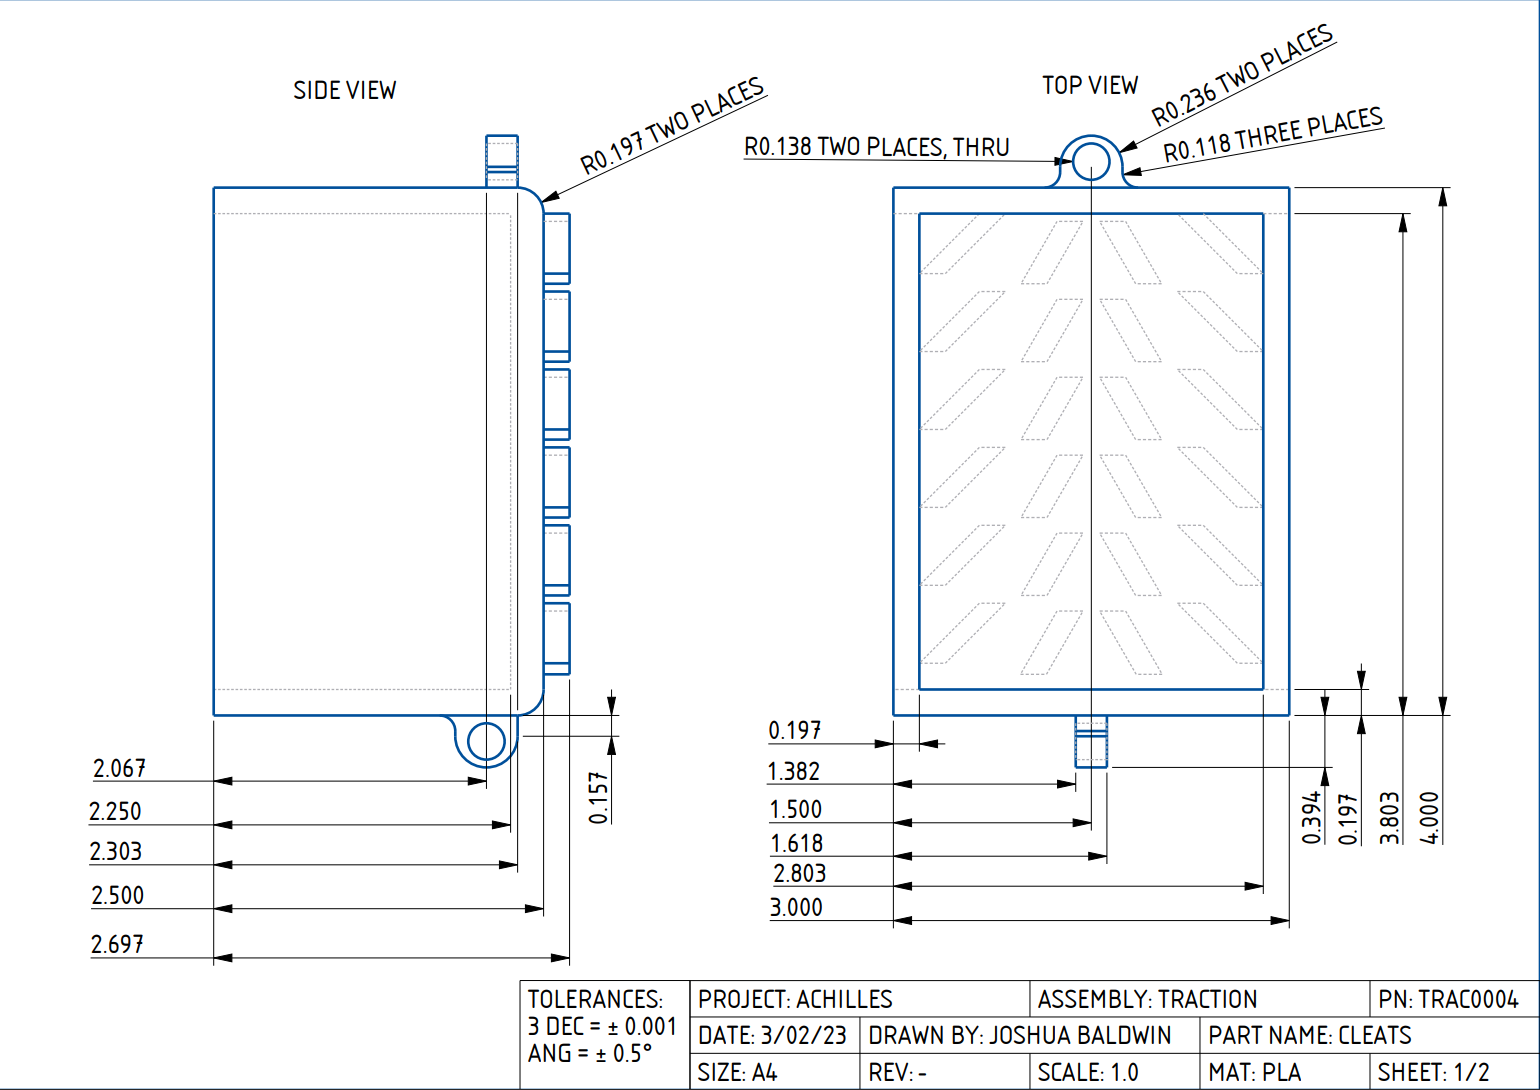 SIDE VIEW
R0.197 TWO PLACES
TOP VIEW
R0.236 TWO PLACES
R0.138 TWO PLACES, THRU
R0.118 THREE PLACES
2.067
2.250
2.303
2.500
2.697
0.157
0.197
1.382
1.500
1.618
2.803
3.000
0.394
0.197
3.803
4.000
TOLERANCES:
3 DEC = ± 0.001
ANG = ± 0.5°
PROJECT: ACHILLES
ASSEMBLY: TRACTION
PN: TRAC0004
DATE: 3/02/23
DRAWN BY: JOSHUA BALDWIN
PART NAME: CLEATS
SIZE: A4
REV: -
SCALE: 1.0
MAT: PLA
SHEET: 1/2